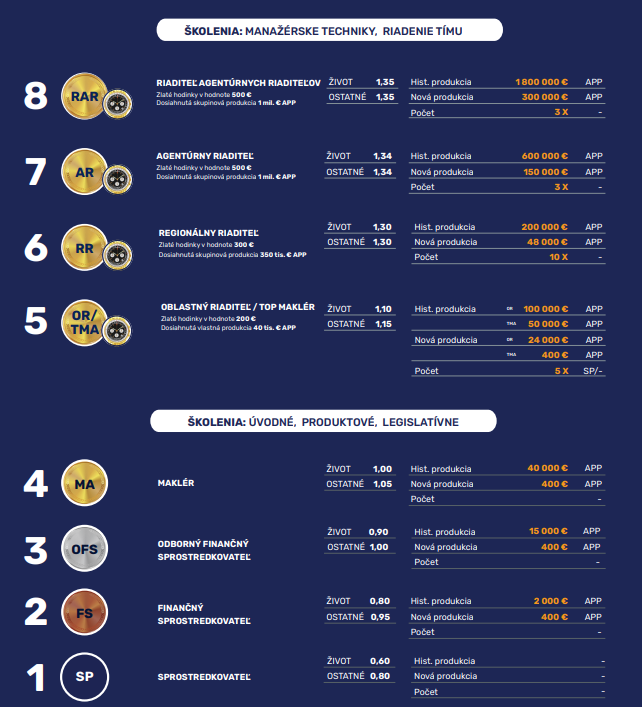 ŠKOLENIA: MANAŽÉRSKE TECHNIKY, RIADENIE TÍMU
8 RAR RIADITEĽ AGENTÚRNYCH RIADITEĽOV ŽIVOT 1,35 Hist. produkcia 1 800 000 € APP
Zlaté hodinky v hodnote 500 € OSTATNÉ 1,35 Nová produkcia 300 000 € APP
Dosiahnutá skupinová produkcia 1 mil. € APP
Počet 3 X -
7 AR AGENTÚRNY RIADITEĽ ŽIVOT 1,34 Hist. produkcia 600 000 € APP
Zlaté hodinky v hodnote 500 € OSTATNÉ 1,34 Nová produkcia 150 000 € APP
Dosiahnutá skupinová produkcia 1 mil. € APP
Počet 3 X -
6 RR REGIONÁLNY RIADITEĽ ŽIVOT 1,30 Hist. produkcia 200 000 € APP
Zlaté hodinky v hodnote 300 € OSTATNÉ 1,30 Nová produkcia 48 000 € APP
Dosiahnutá skupinová produkcia 350 tis. € APP Počet 10 X -
5 OR/ TMA OBLASTNÝ RIADITEĽ / TOP MAKLÉR ŽIVOT 1,10 Hist. produkcia OR 100 000 € APP
Zlaté hodinky v hodnote 200 € OSTATNÉ 1,15 TMA 50 000 € APP
Dosiahnutá vlastná produkcia 40 tis. € APP
Nová produkcia OR 24 000 € APP
TMA 400 € APP
Počet 5 X SP/-
ŠKOLENIA: ÚVODNÉ, PRODUKTOVÉ, LEGISLATÍVNE
4 MA MAKLÉR ŽIVOT 1,00 Hist. produkcia 40 000 € APP
OSTATNÉ 1,05 Nová produkcia 400 € APP
Počet -
3 OFS ODBORNÝ FINANČNÝ ŽIVOT 0,90 Hist. produkcia 15 000 € APP
SPROSTREDKOVATEĽ OSTATNÉ 1,00 Nová produkcia 400 € APP
Počet -
2 FS FINANČNÝ ŽIVOT 0,80 Hist. produkcia 2 000 € APP
SPROSTREDKOVATEĽ OSTATNÉ 0,95 Nová produkcia 400 € APP
Počet -
1 SP SPROSTREDKOVATEĽ ŽIVOT 0,60 Hist. produkcia -
OSTATNÉ 0,80 Nová produkcia -
Počet -